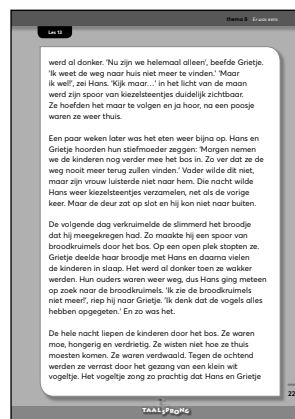 thema 8 Er was eens
Les 13
werd al donker. 'Nu zijn we helemaal alleen', beefde Grietje.
'Ik weet de weg naar huis niet meer te vinden.' 'Maar
ik wel!', zei Hans. 'Kijk maar…' in het licht van de maan
werd zijn spoor van kiezelsteentjes duidelijk zichtbaar.
Ze hoefden het maar te volgen en ja hoor, na een poosje
waren ze weer thuis.
Een paar weken later was het eten weer bijna op. Hans en
Grietje hoorden hun stiefmoeder zeggen: 'Morgen nemen
we de kinderen nog verder mee het bos in. Zo ver dat ze de
weg nooit meer terug zullen vinden.' Vader wilde dit niet,
maar zijn vrouw luisterde niet naar hem. Die nacht wilde
Hans weer kiezelsteentjes verzamelen, net als de vorige
keer. Maar de deur zat op slot en hij kon niet naar buiten.
De volgende dag verkruimelde de slimmerd het broodje
dat hij meegekregen had. Zo maakte hij een spoor van
broodkruimels door het bos. Op een open plek stopten ze.
Grietje deelde haar broodje met Hans en daarna vielen
de kinderen in slaap. Het werd al donker toen ze wakker
werden. Hun ouders waren weer weg, dus Hans ging meteen
op zoek naar de broodkruimels. 'Ik zie de broodkruimels
niet meer!', riep hij naar Grietje. 'Ik denk dat de vogels alles
hebben opgegeten.' En zo was het.
De hele nacht liepen de kinderen door het bos. Ze waren
moe, hongerig en verdrietig. Ze wisten niet hoe ze thuis
moesten komen. Ze waren verdwaald. Tegen de ochtend
werden ze verrast door het gezang van een klein wit
vogeltje. Het vogeltje zong zo prachtig dat Hans en Grietje
22
TAALSPRONG